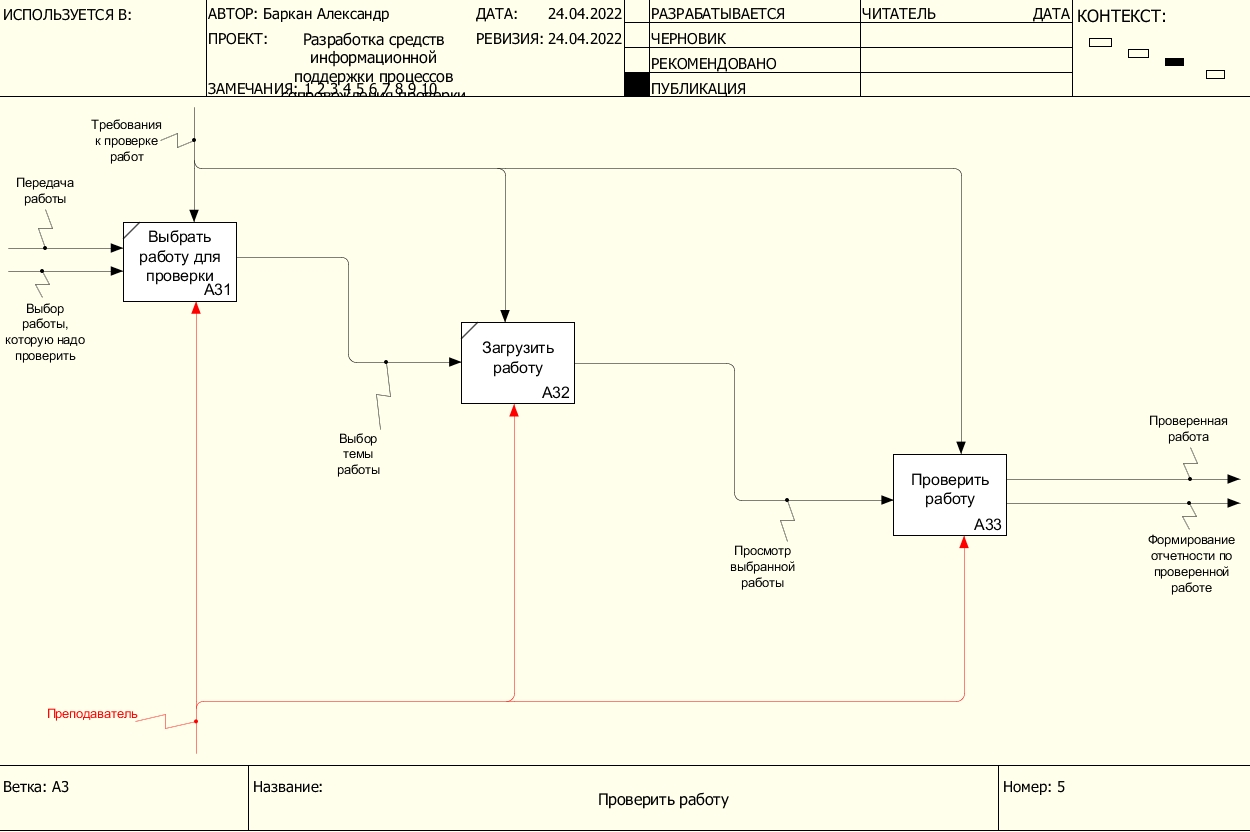 ИСПОЛЬЗУЕТСЯ В:
АВТОР: Баркан Александр
ДАТА: 24.04.2022
ПРОЕКТ: Разработка средств
информационной
поддержки процессов
сопровождения проверки
РЕВИЗИЯ: 24.04.2022
ЗАМЕЧАНИЯ: 1 2 3 4 5 6 7 8 9 10
РАЗРАБАТЫВАЕТСЯ
ЧЕРНОВИК
РЕКОМЕНДОВАНО
ПУБЛИКАЦИЯ
ЧИТАТЕЛЬ ДАТА
КОНТЕКСТ:
Требования
к проверке
работ
Передача
работы
Выбрать
работу для
проверки
A31
Выбор
работы,
которую надо
проверить
Загрузить
работу
A32
Выбор
темы
работы
Проверить
работу
A33
Просмотр
выбранной
работы
Проверенная
работа
Формирование
отчетности по
проверенной
работе
Преподаватель
Ветка: A3
Название:
Проверить работу
Номер: 5